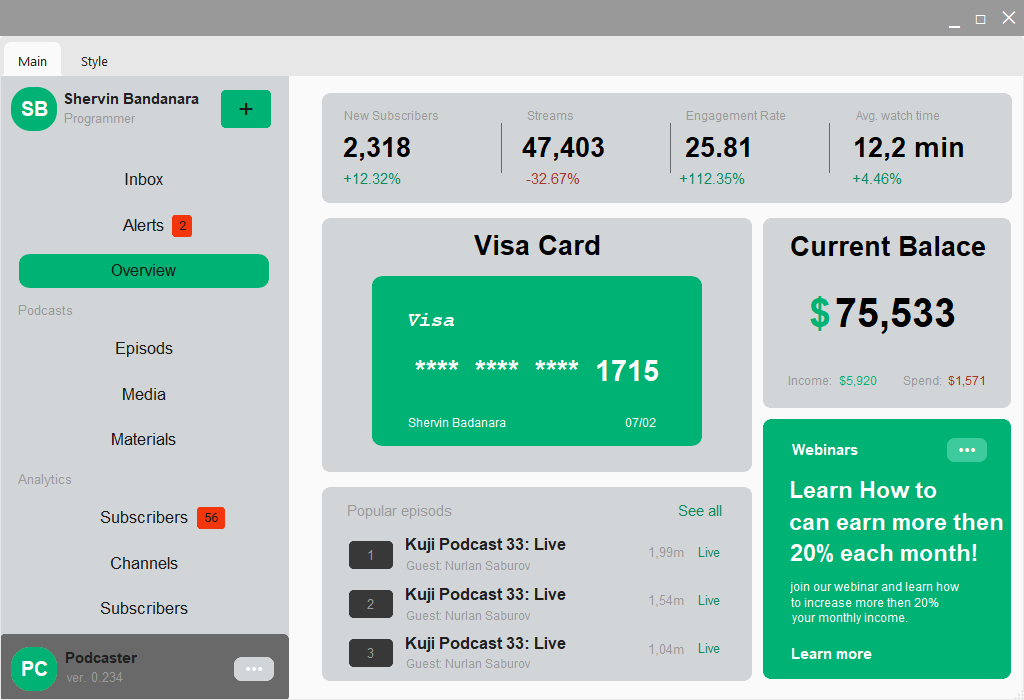 Main
Style
SB
Shervin Bandanara
Programmer
+
Inbox
Alerts 2
Overview
Podcasts
Episods
Media
Materials
Analytics
Subscribers 56
Channels
Subscribers
PC
Podcaster
ver. 0.234
•••
New Subscribers
2,318
+12.32%
Streams
47,403
-32.67%
Engagement Rate
25.81
+112.35%
Avg. watch time
12,2 min
+4.46%
Visa Card
Visa
**** **** **** 1715
Shervin Badanara 07/02
Current Balace
$75,533
Income: $5,920 Spend: $1,571
Popular episods See all
1 Kuji Podcast 33: Live 1,99m Live
Guest: Nurlan Saburov
2 Kuji Podcast 33: Live 1,54m Live
Guest: Nurlan Saburov
3 Kuji Podcast 33: Live 1,04m Live
Guest: Nurlan Saburov
Webinars •••
Learn How to
can earn more then
20% each month!
join our webinar and learn how
to increase more then 20%
your monthly income.
Learn more